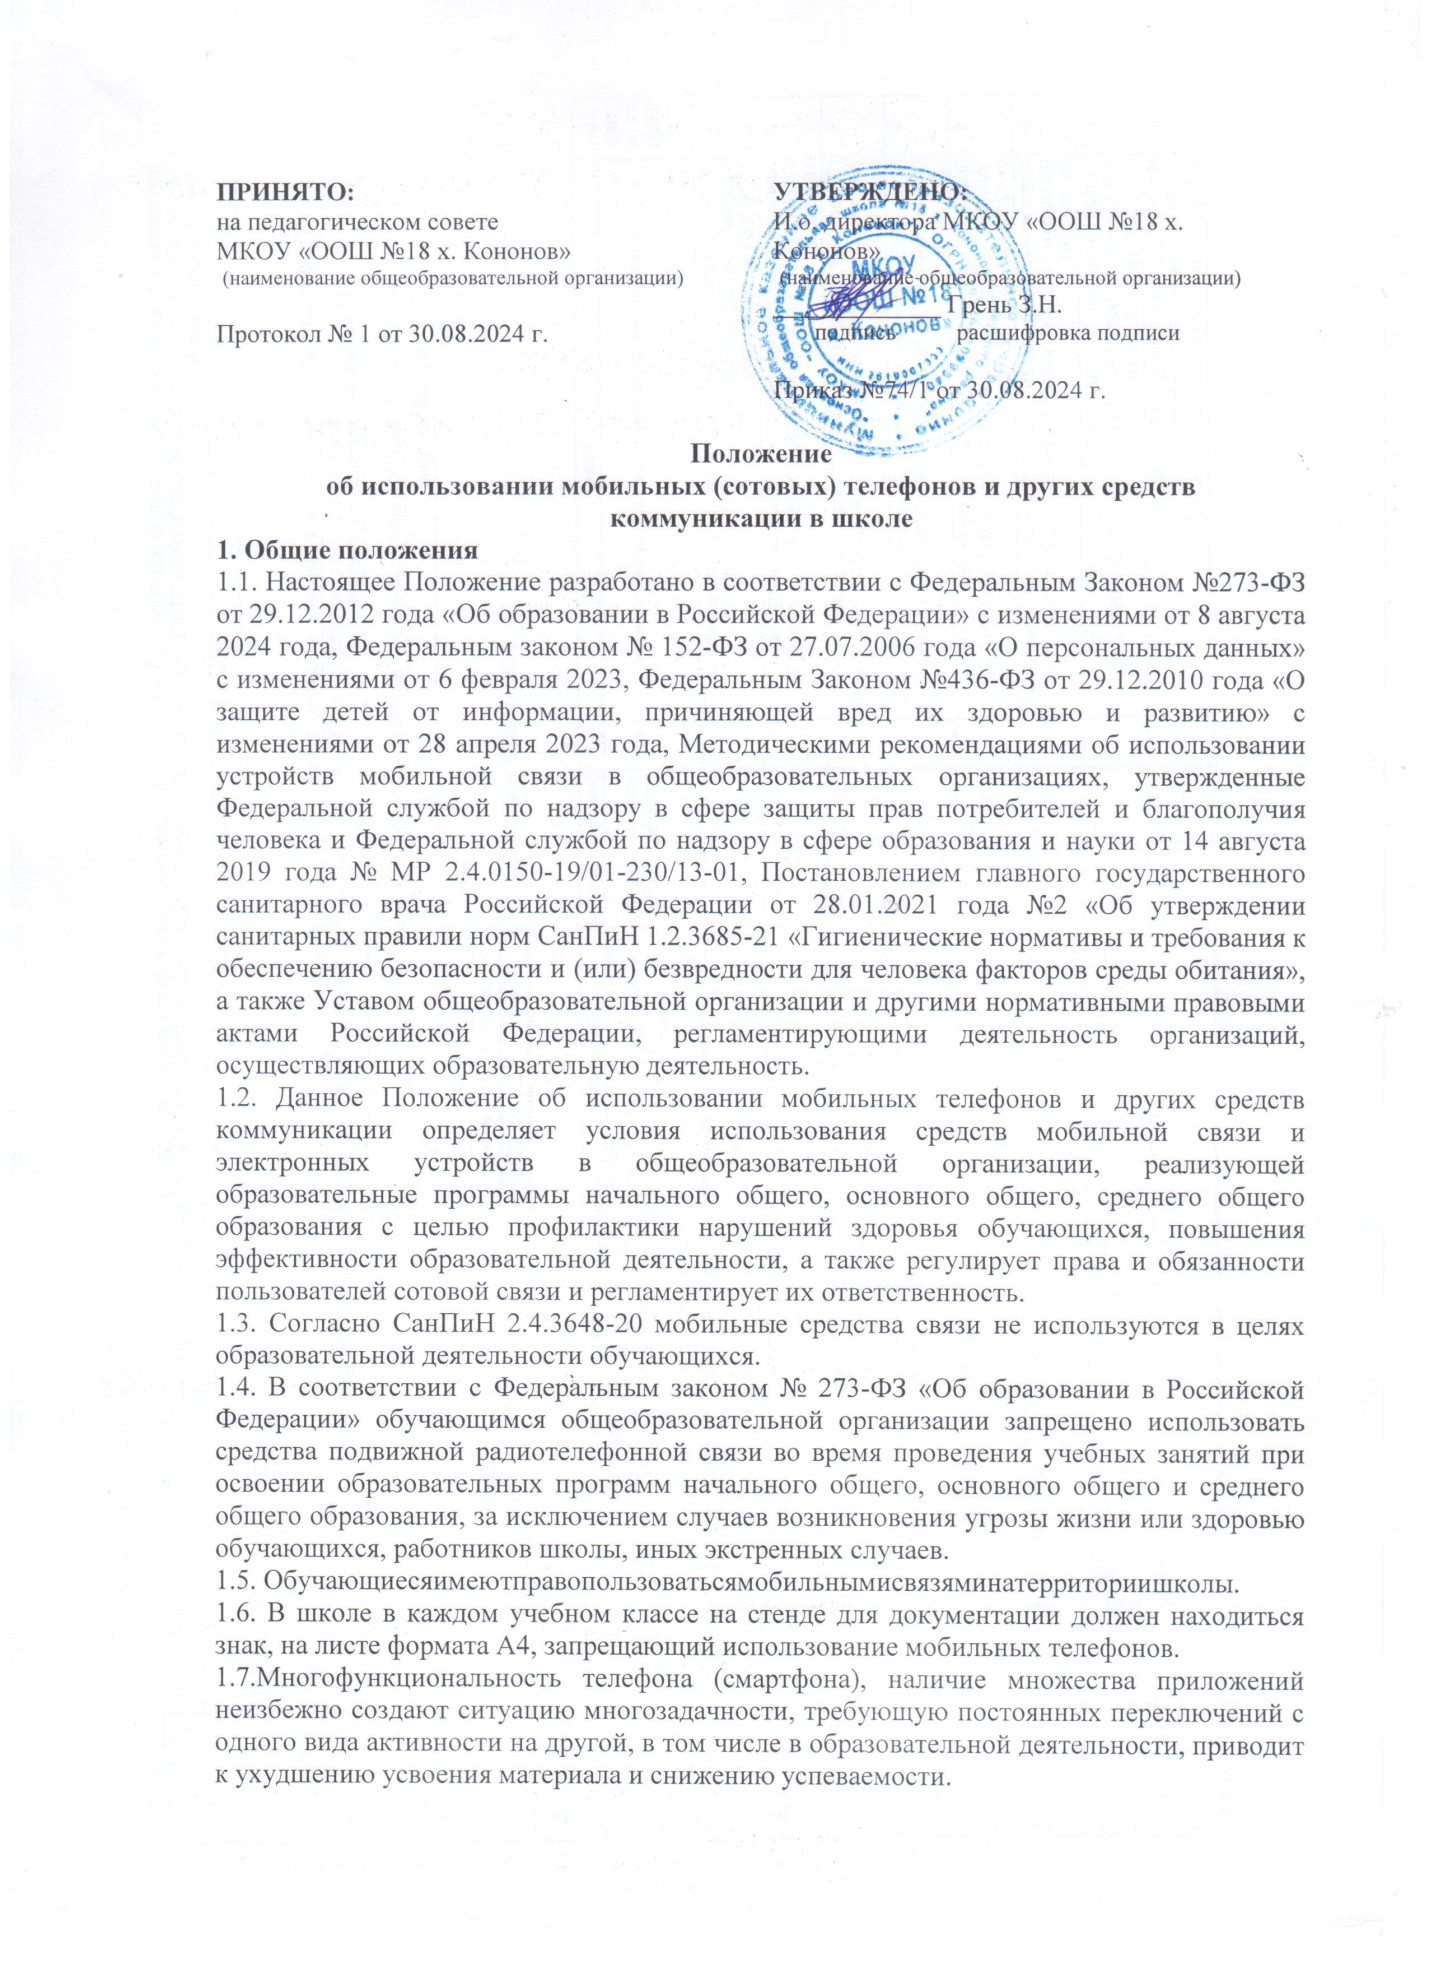 ПРИНЯТО:
на педагогическом совете
МКОУ «ООШ №18 х. Кононов»
(наименование общеобразовательной организации)
Протокол № 1 от 30.08.2024 г.
УТВЕРЖДЕНО:
И.о. директора МКОУ «ООШ №18 х.
Кононов»
(наименование общеобразовательной организации)
____________ Грень З.Н.
подпись расшифровка подписи
Приказ №74/1 от 30.08.2024 г.
МКОУ
ООШ №18
х. Кононов
Положение
об использовании мобильных (сотовых) телефонов и других средств
коммуникации в школе
1. Общие положения
1.1. Настоящее Положение разработано в соответствии с Федеральным Законом №273-ФЗ
от 29.12.2012 года «Об образовании в Российской Федерации» с изменениями от 8 августа
2024 года, Федеральным законом № 152-ФЗ от 27.07.2006 года «О персональных данных»
с изменениями от 6 февраля 2023, Федеральным Законом №436-ФЗ от 29.12.2010 года «О
защите детей от информации, причиняющей вред их здоровью и развитию» с
изменениями от 28 апреля 2023 года, Методическими рекомендациями об использовании
устройств мобильной связи в общеобразовательных организациях, утвержденные
Федеральной службой по надзору в сфере защиты прав потребителей и благополучия
человека и Федеральной службой по надзору в сфере образования и науки от 14 августа
2019 года № МР 2.4.0150-19/01-230/13-01, Постановлением главного государственного
санитарного врача Российской Федерации от 28.01.2021 года №2 «Об утверждении
санитарных правили норм СанПиН 1.2.3685-21 «Гигиенические нормативы и требования к
обеспечению безопасности и (или) безвредности для человека факторов среды обитания»,
а также Уставом общеобразовательной организации и другими нормативными правовыми
актами Российской Федерации, регламентирующими деятельность организаций,
осуществляющих образовательную деятельность.
1.2. Данное Положение об использовании мобильных телефонов и других средств
коммуникации определяет условия использования средств мобильной связи и
электронных устройств в общеобразовательной организации, реализующей
образовательные программы начального общего, основного общего, среднего общего
образования с целью профилактики нарушений здоровья обучающихся, повышения
эффективности образовательной деятельности, а также регулирует права и обязанности
пользователей сотовой связи и регламентирует их ответственность.
1.3. Согласно СанПиН 2.4.3648-20 мобильные средства связи не используются в целях
образовательной деятельности обучающихся.
1.4. В соответствии с Федеральным законом № 273-ФЗ «Об образовании в Российской
Федерации» обучающимся общеобразовательной организации запрещено использовать
средства подвижной радиотелефонной связи во время проведения учебных занятий при
освоении образовательных программ начального общего, основного общего и среднего
общего образования, за исключением случаев возникновения угрозы жизни или здоровью
обучающихся, работников школы, иных экстренных случаев.
1.5. Обучающиесяимеютправопользоватьсямобильнымисвязяминатерриториишколы.
1.6. В школе в каждом учебном классе на стенде для документации должен находиться
знак, на листе формата А4, запрещающий использование мобильных телефонов.
1.7.Многофункциональность телефона (смартфона), наличие множества приложений
неизбежно создают ситуацию многозадачности, требующую постоянных переключений с
одного вида активности на другой, в том числе в образовательной деятельности, приводит
к ухудшению усвоения материала и снижению успеваемости.